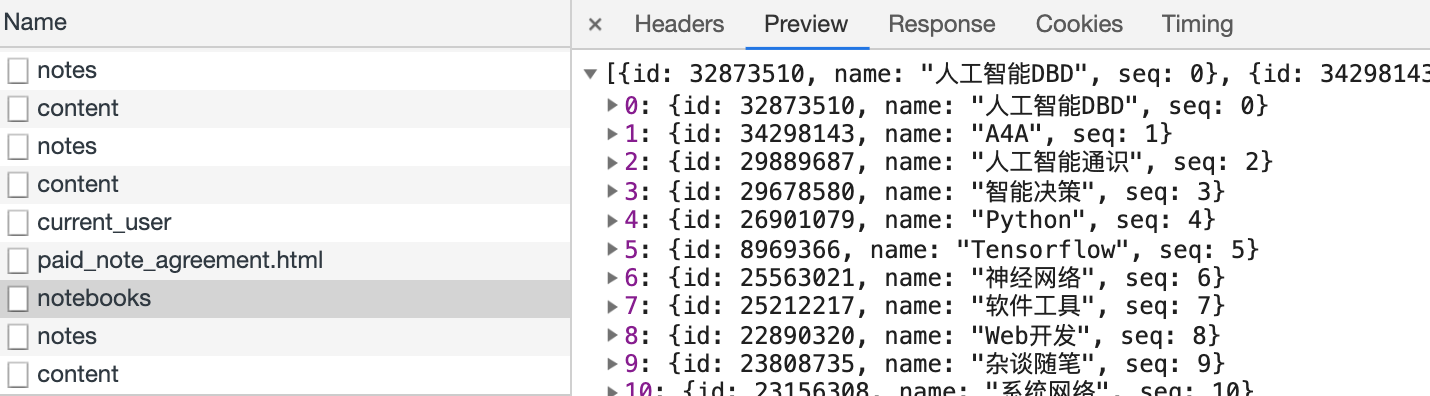 Name
notes
content
notes
content
current_user
paid_note_agreement.html
notebooks
notes
content
× Headers Preview Response Cookies Timing
▼[{id: 32873510, name: "人工智能DBD", seq: 0}, {id: 34298143
▶0: {id: 32873510, name: "人工智能DBD", seq: 0}
▶1: {id: 34298143, name: "A4A", seq: 1}
▶2: {id: 29889687, name: "人工智能通识", seq: 2}
▶3: {id: 29678580, name: "智能决策", seq: 3}
▶4: {id: 26901079, name: "Python", seq: 4}
▶5: {id: 8969366, name: "Tensorflow", seq: 5}
▶6: {id: 25563021, name: "神经网络", seq: 6}
▶7: {id: 25212217, name: "软件工具", seq: 7}
▶8: {id: 22890320, name: "Web开发", seq: 8}
▶9: {id: 23808735, name: "杂谈随笔", seq: 9}
▶10: {id: 23156308, name: "系统网络", seq: 10}